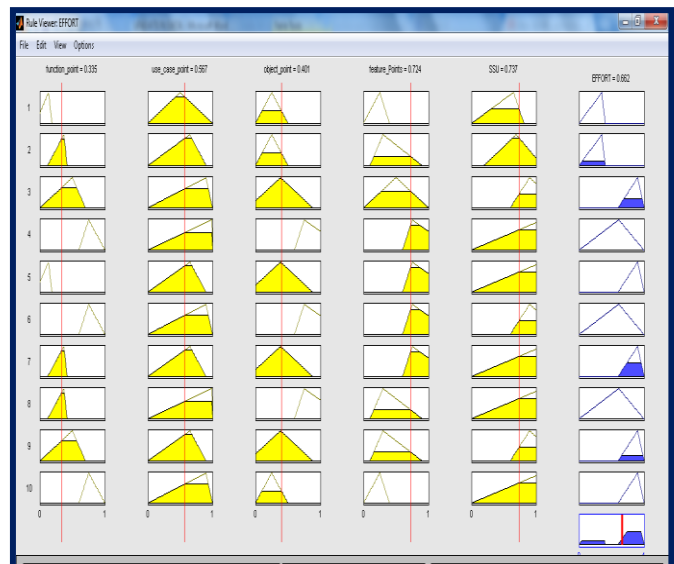 Rule Viewer: EFFORT
File Edit View Options
function_point = 0.335 use_case_point = 0.567 object_point = 0.401 feature_Points = 0.724 SSU = 0.737 EFFORT = 0.662
1
2
3
4
5
6
7
8
9
10
0 1 0 1 0 1 0 1 0 1